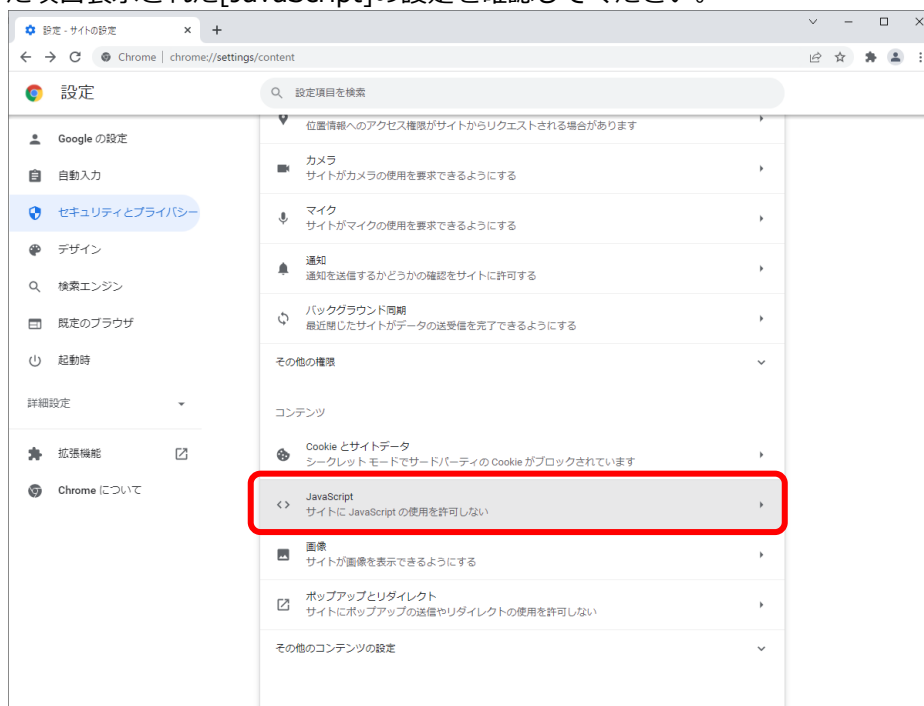 た項目表示された[JavaScript]の設定を確認してください。
設定 - サイトの設定
Chrome | chrome://settings/content
設定
設定項目を検索
Google の設定
自動入力
セキュリティとプライバシー
デザイン
検索エンジン
既定のブラウザ
起動時
詳細設定
拡張機能
Chrome について
位置情報へのアクセス権限がサイトからリクエストされる場合があります
カメラ
サイトがカメラの使用を要求できるようにする
マイク
サイトがマイクの使用を要求できるようにする
通知
通知を送信するかどうかの確認をサイトに許可する
バックグラウンド同期
最近閉じたサイトがデータの送受信を完了できるようにする
その他の権限
コンテンツ
Cookie とサイトデータ
シークレット モードでサードパーティの Cookie がブロックされています
JavaScript
サイトに JavaScript の使用を許可しない
画像
サイトが画像を表示できるようにする
ポップアップとリダイレクト
サイトにポップアップの送信やリダイレクトの使用を許可しない
その他のコンテンツの設定